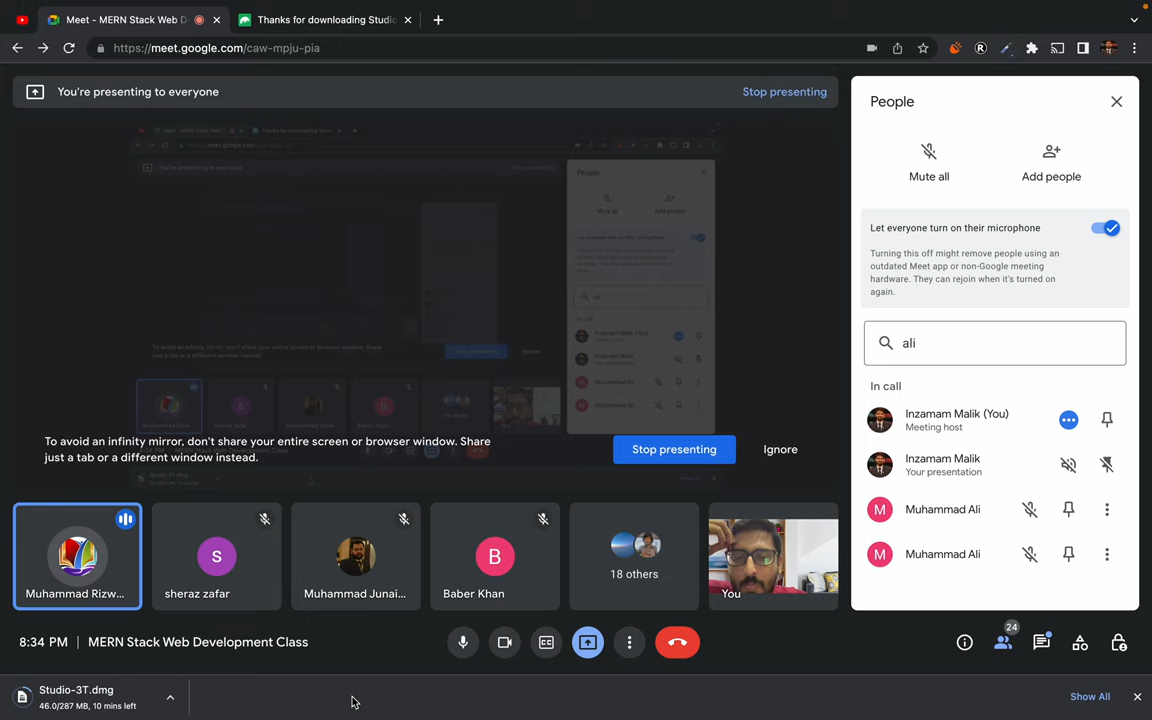 Meet - MERN Stack Web D
Thanks for downloading Studio
https://meet.google.com/caw-mpju-pia
You're presenting to everyone
Stop presenting
To avoid an infinity mirror, don't share your entire screen or browser window. Share
just a tab or a different window instead.
Stop presenting
Ignore
Muhammad Rizw...
S
sheraz zafar
Muhammad Junai...
B
Baber Khan
18 others
You
People
Mute all
Add people
Let everyone turn on their microphone
Turning this off might remove people using an
outdated Meet app or non-Google meeting
hardware. They can rejoin when it's turned on
again.
ali
In call
Inzamam Malik (You)
Meeting host
Inzamam Malik
Your presentation
M
Muhammad Ali
M
Muhammad Ali
8:34 PM | MERN Stack Web Development Class
24
Studio-3T.dmg
46.0/287 MB, 10 mins left
Show All